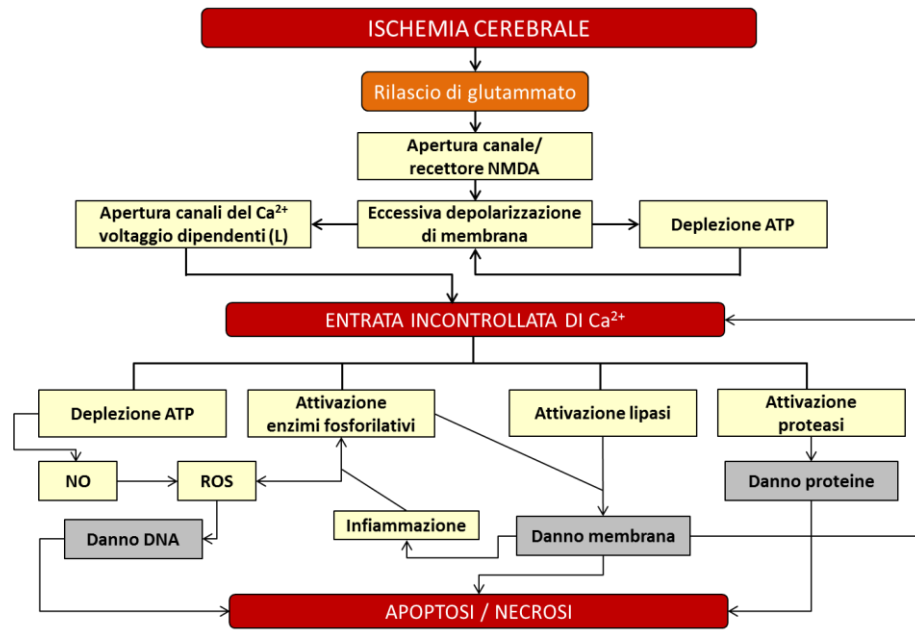 ISCHEMIA CEREBRALE
Rilascio di glutammato
Apertura canale/
recettore NMDA
Apertura canali del Ca²⁺
voltaggio dipendenti (L)
Eccessiva depolarizzazione
di membrana
Deplezione ATP
ENTRATA INCONTROLLATA DI Ca²⁺
Deplezione ATP
Attivazione
enzimi fosforilativi
Attivazione lipasi
Attivazione
proteasi
NO
ROS
Danno proteine
Danno DNA
Infiammazione
Danno membrana
APOPTOSI / NECROSI